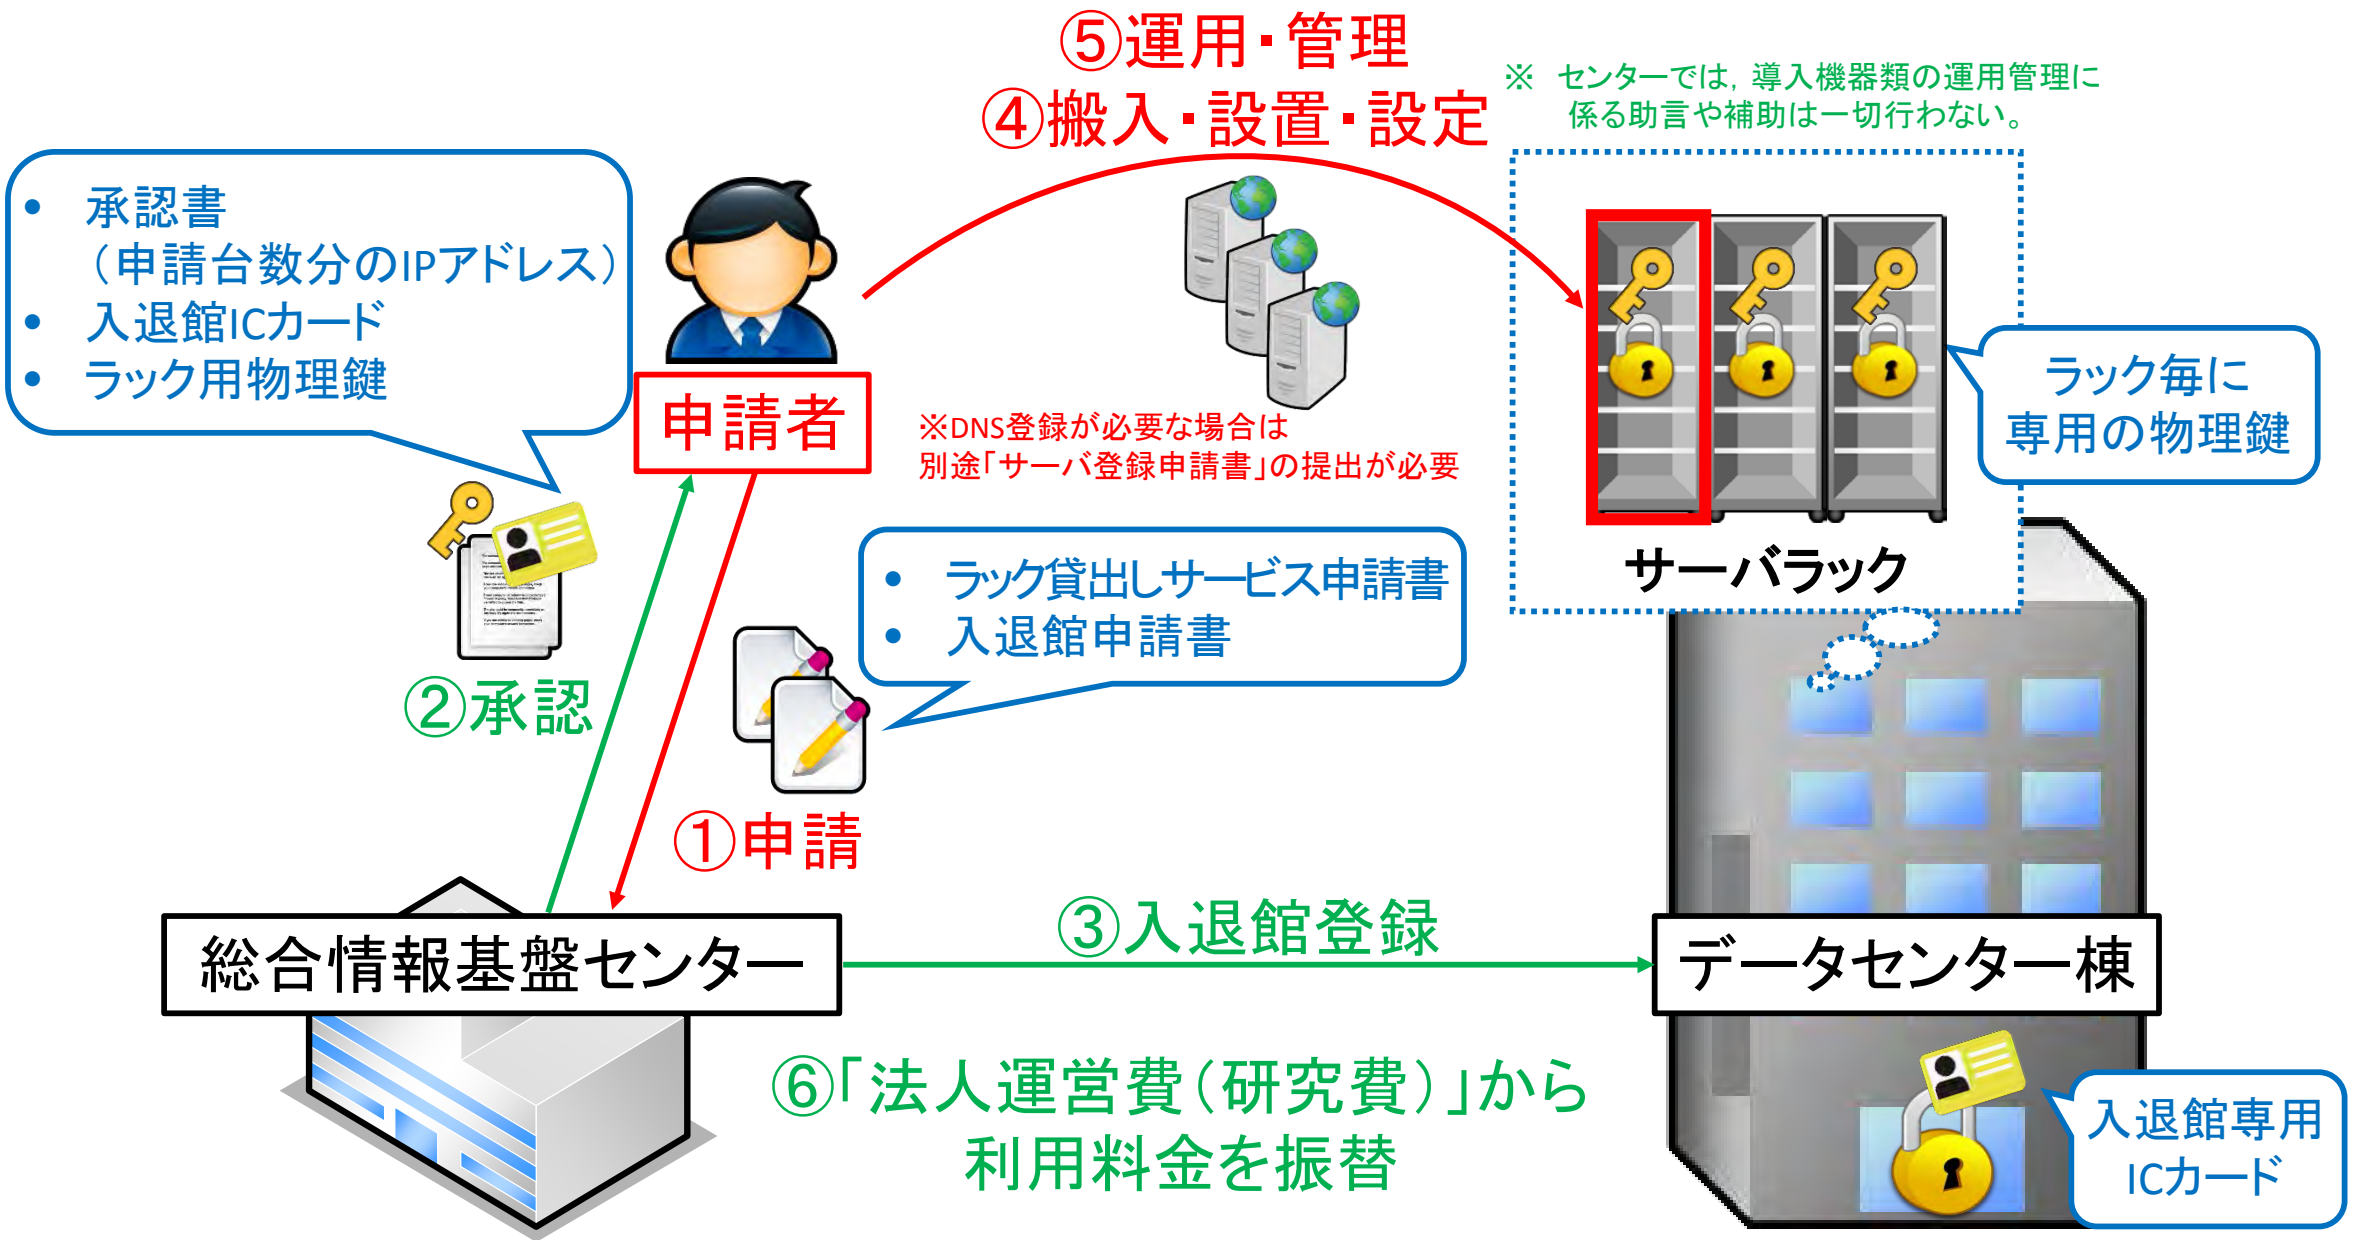 ⑤運用・管理
④搬入・設置・設定
※ センターでは，導入機器類の運用管理に
係る助言や補助は一切行わない。
• 承認書
（申請台数分のIPアドレス）
• 入退館ICカード
• ラック用物理鍵
申請者
※DNS登録が必要な場合は
別途「サーバ登録申請書」の提出が必要
ラック毎に
専用の物理鍵
サーバラック
• ラック貸出しサービス申請書
• 入退館申請書
②承認
①申請
③入退館登録
総合情報基盤センター
データセンター棟
⑥「法人運営費（研究費）」から
利用料金を振替
入退館専用
ICカード